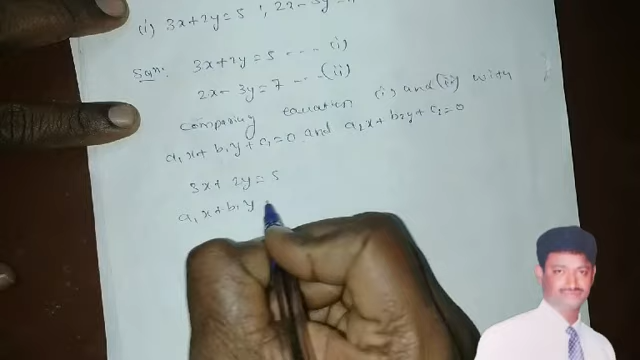 (i) 3x+2y=5 ; 2x-3y=7
Soln: 3x+2y=5 ----(i)
2x-3y=7 ---(ii)
Comparing equation (i) and (ii) with
a₁x+b₁y+c₁=0 and a₂x+b₂y+c₂=0
3x+2y=5
a₁x+b₁y